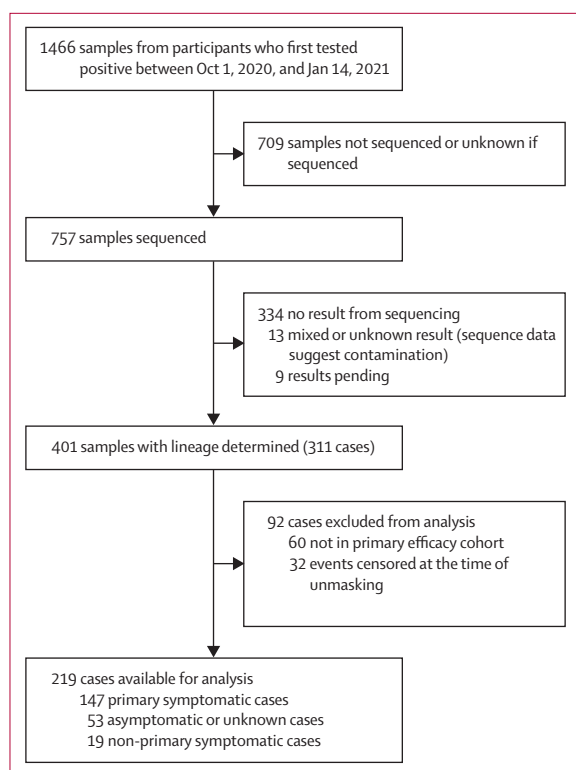 1466 samples from participants who first tested
positive between Oct 1, 2020, and Jan 14, 2021
709 samples not sequenced or unknown if
sequenced
757 samples sequenced
334 no result from sequencing
13 mixed or unknown result (sequence data
suggest contamination)
9 results pending
401 samples with lineage determined (311 cases)
92 cases excluded from analysis
60 not in primary efficacy cohort
32 events censored at the time of
unmasking
219 cases available for analysis
147 primary symptomatic cases
53 asymptomatic or unknown cases
19 non-primary symptomatic cases